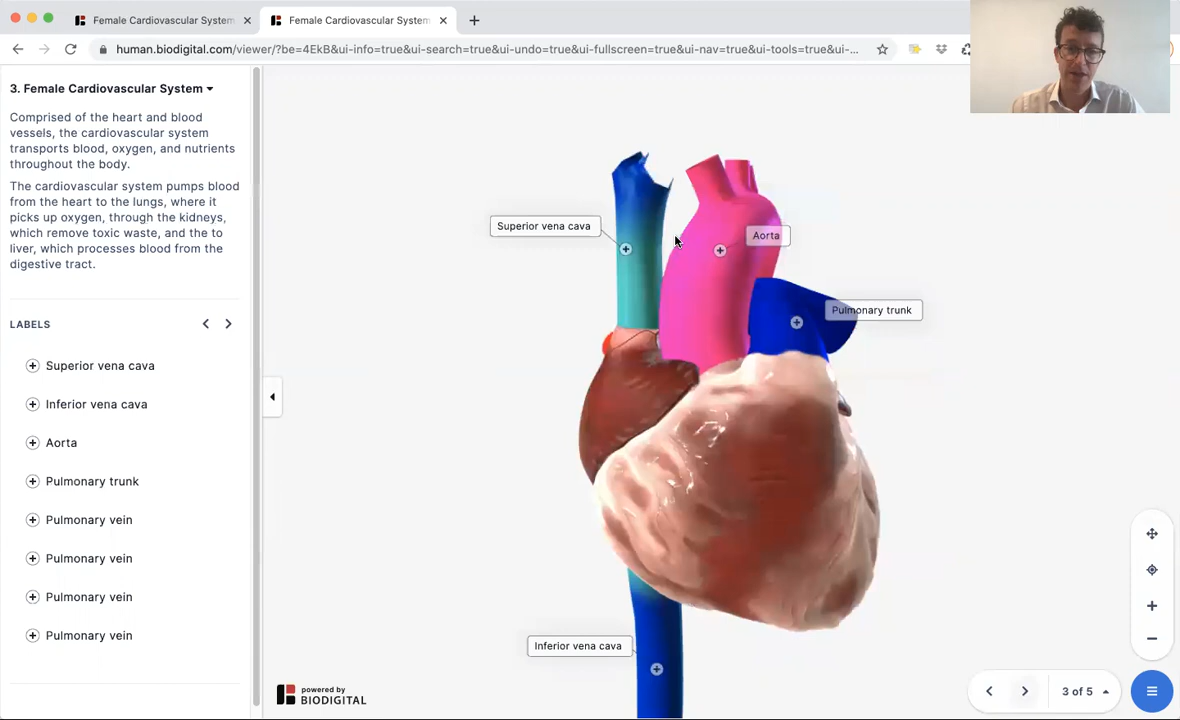 Female Cardiovascular System
Female Cardiovascular System
human.biodigital.com/viewer/?be=4EkB&ui-info=true&ui-search=true&ui-undo=true&ui-fullscreen=true&ui-nav=true&ui-tools=true&ui-...
3. Female Cardiovascular System
Comprised of the heart and blood
vessels, the cardiovascular system
transports blood, oxygen, and nutrients
throughout the body.
The cardiovascular system pumps blood
from the heart to the lungs, where it
picks up oxygen, through the kidneys,
which remove toxic waste, and the to
liver, which processes blood from the
digestive tract.
LABELS
Superior vena cava
Inferior vena cava
Aorta
Pulmonary trunk
Pulmonary vein
Pulmonary vein
Pulmonary vein
Pulmonary vein
Superior vena cava
Aorta
Pulmonary trunk
Inferior vena cava
powered by
BIODIGITAL
3 of 5